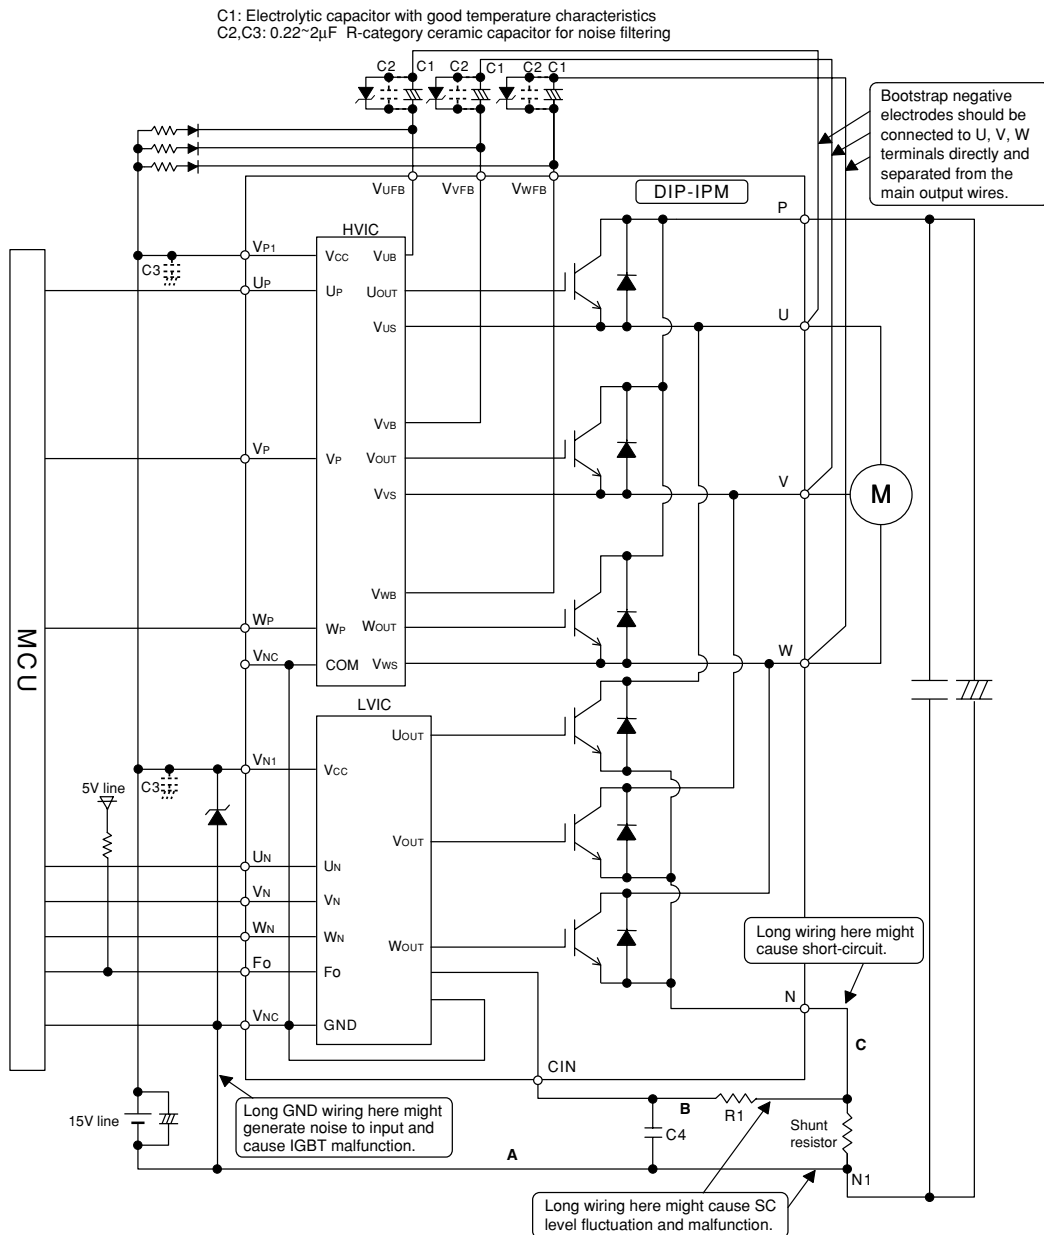 C1: Electrolytic capacitor with good temperature characteristics
C2,C3: 0.22~2μF R-category ceramic capacitor for noise filtering
C2 C1 C2 C1 C2 C1
Bootstrap negative
electrodes should be
connected to U, V, W
terminals directly and
separated from the
main output wires.
VUFB VVFB VWFB
DIP-IPM
P
HVIC
VP1
VCC
VUB
C3
UP
UP
UOUT
U
VUS
VVB
VP
VP
VOUT
V
VVS
M
MCU
VWB
WP
WP
WOUT
W
VNC
COM
VWS
LVIC
UOUT
VN1
VCC
C3
5V line
VOUT
UN
UN
VN
VN
WN
WN
WOUT
Long wiring here might
cause short-circuit.
Fo
Fo
N
VNC
GND
C
CIN
15V line
Long GND wiring here might
generate noise to input and
cause IGBT malfunction.
B
R1
C4
Shunt
resistor
A
N1
Long wiring here might cause SC
level fluctuation and malfunction.